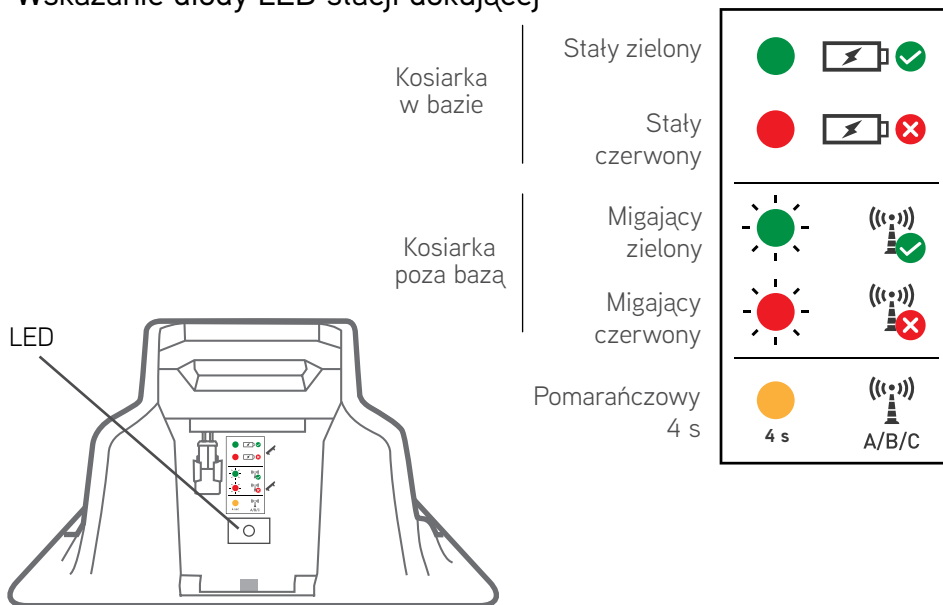 Wskazanie diody LED stacji dokującej
Kosiarka
w bazie
Stały zielony
Stały
czerwony
Kosiarka
poza bazą
Migający
zielony
Migający
czerwony
Pomarańczowy
4 s
4 s
A/B/C
LED